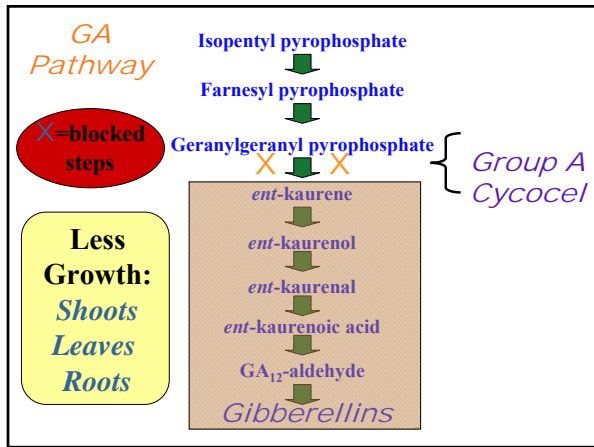 GA
Pathway
Isopentyl pyrophosphate
Farnesyl pyrophosphate
X=blocked
steps
Geranylgeranyl pyrophosphate
X X
Group A
Cycocel
ent-kaurene
ent-kaurenol
ent-kaurenal
ent-kaurenoic acid
GA12-aldehyde
Gibberellins
Less
Growth:
Shoots
Leaves
Roots